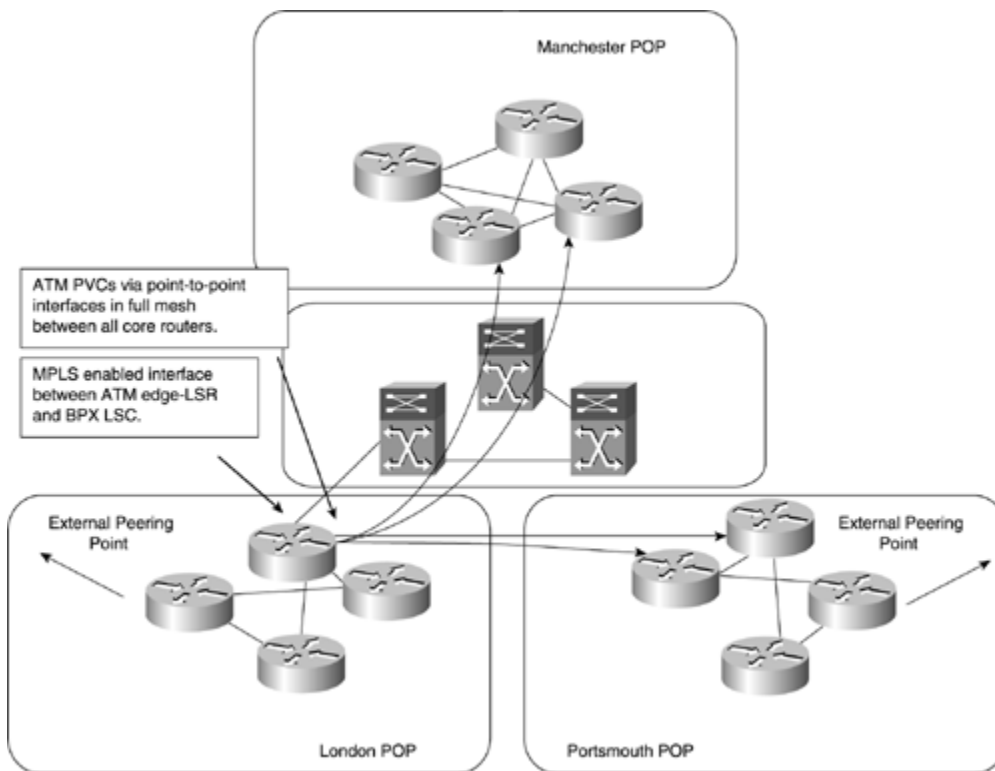 Manchester POP
ATM PVCs via point-to-point
interfaces in full mesh
between all core routers.
MPLS enabled interface
between ATM edge-LSR
and BPX LSC.
External Peering
Point
External Peering
Point
London POP
Portsmouth POP